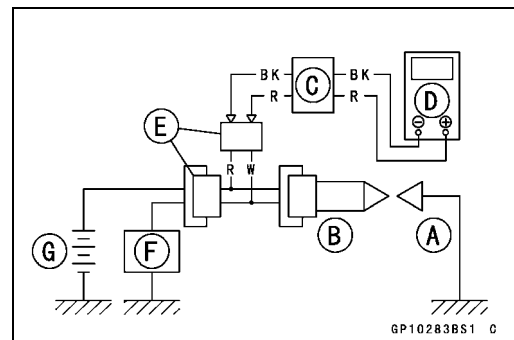 BK BK
R C R
D
⊖ ⊕
E
R W
G F B A
GP10283BS1 C